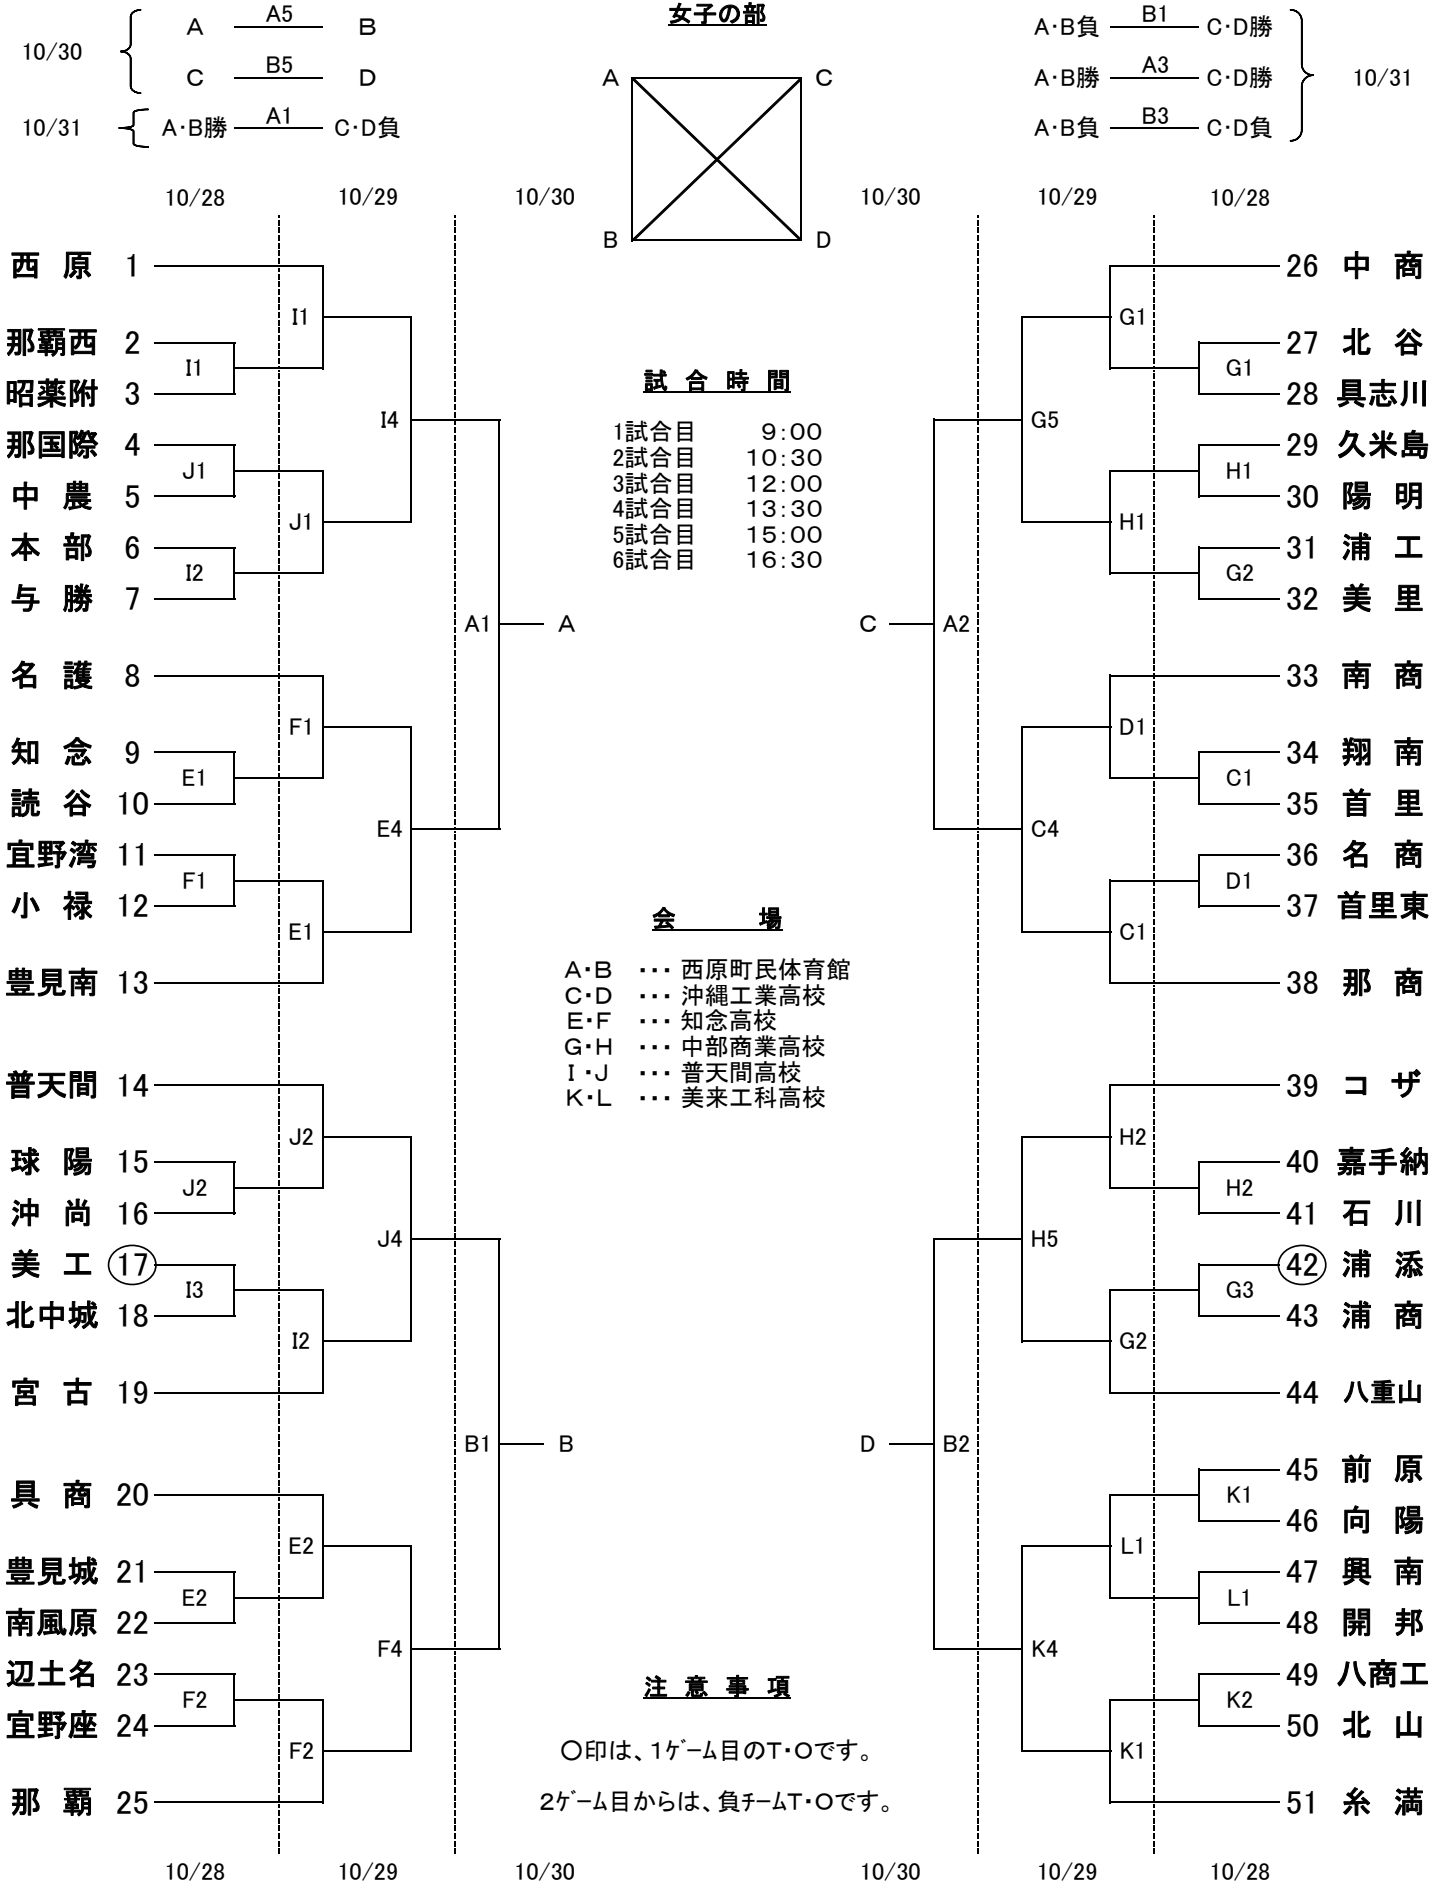 女子の部
10/30
A A5 B
C B5 D
10/31
A・B勝 A1 C・D負
A・B負 B1 C・D勝
A・B勝 A3 C・D勝
A・B負 B3 C・D負
10/31
A C
B D
10/28 10/29 10/30 10/30 10/29 10/28
西 原 1
I1
那覇西 2
I1
昭薬附 3
I4
那国際 4
J1
中 農 5
J1
本 部 6
I2
与 勝 7
A1 A
名 護 8
F1
知 念 9
E1
読 谷 10
E4
宜野湾 11
F1
小 禄 12
E1
豊見南 13
普天間 14
J2
球 陽 15
J2
沖 尚 16
J4
美 工 17
I3
北中城 18
I2
宮 古 19
B1 B
具 商 20
E2
豊見城 21
E2
南風原 22
F4
辺土名 23
F2
宜野座 24
F2
那 覇 25
試 合 時 間
1試合目 9:00
2試合目 10:30
3試合目 12:00
4試合目 13:30
5試合目 15:00
6試合目 16:30
会 場
A・B ・・・ 西原町民体育館
C・D ・・・ 沖縄工業高校
E・F ・・・ 知念高校
G・H ・・・ 中部商業高校
I・J ・・・ 普天間高校
K・L ・・・ 美来工科高校
注 意 事 項
〇印は、1ゲーム目のT・Oです。
2ゲーム目からは、負チームT・Oです。
26 中 商
G1
27 北 谷
G1
28 具志川
G5
29 久米島
H1
30 陽 明
H1
31 浦 工
G2
32 美 里
C A2
33 南 商
D1
34 翔 南
C1
35 首 里
C4
36 名 商
D1
37 首里東
C1
38 那 商
39 コ ザ
H2
40 嘉手納
H2
41 石 川
H5
42 浦 添
G3
43 浦 商
G2
44 八重山
D B2
45 前 原
K1
46 向 陽
L1
47 興 南
L1
48 開 邦
K4
49 八商工
K2
50 北 山
K1
51 糸 満
10/28 10/29 10/30 10/30 10/29 10/28